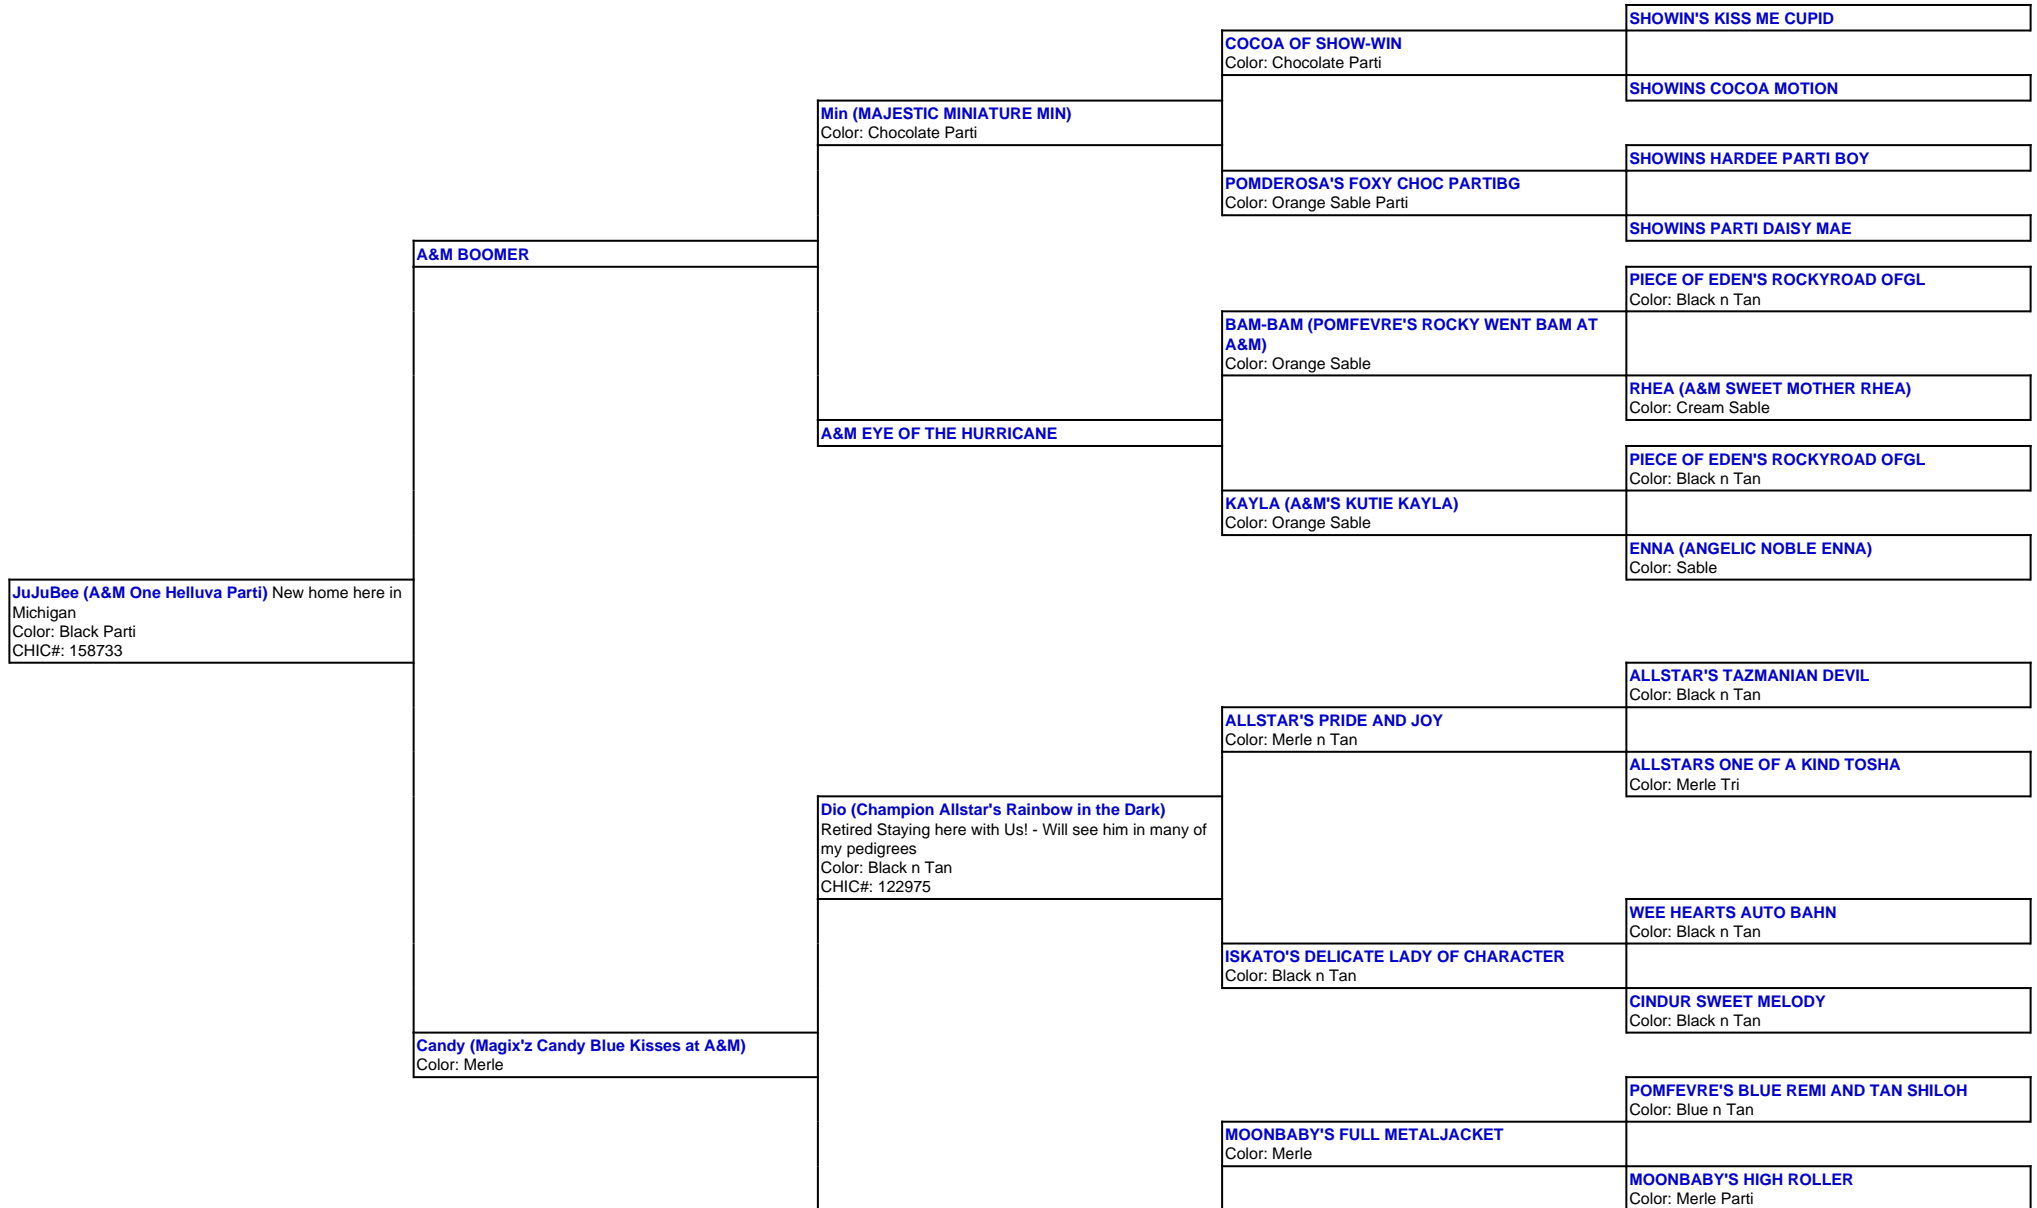 SHOWIN'S KISS ME CUPID
COCOA OF SHOW-WIN
Color: Chocolate Parti
SHOWINS COCOA MOTION
Min (MAJESTIC MINIATURE MIN)
Color: Chocolate Parti
SHOWINS HARDEE PARTI BOY
POMDEROSA'S FOXY CHOC PARTIBG
Color: Orange Sable Parti
SHOWINS PARTI DAISY MAE
A&M BOOMER
PIECE OF EDEN'S ROCKYROAD OFGL
Color: Black n Tan
BAM-BAM (POMFEVRE'S ROCKY WENT BAM AT
A&M)
Color: Orange Sable
RHEA (A&M SWEET MOTHER RHEA)
Color: Cream Sable
A&M EYE OF THE HURRICANE
PIECE OF EDEN'S ROCKYROAD OFGL
Color: Black n Tan
KAYLA (A&M'S KUTIE KAYLA)
Color: Orange Sable
ENNA (ANGELIC NOBLE ENNA)
Color: Sable
JuJuBee (A&M One Helluva Parti) New home here in
Michigan
Color: Black Parti
CHIC#: 158733
ALLSTAR'S TAZMANIAN DEVIL
Color: Black n Tan
ALLSTAR'S PRIDE AND JOY
Color: Merle n Tan
ALLSTARS ONE OF A KIND TOSHA
Color: Merle Tri
Dio (Champion Allstar's Rainbow in the Dark)
Retired Staying here with Us! - Will see him in many of
my pedigrees
Color: Black n Tan
CHIC#: 122975
WEE HEARTS AUTO BAHN
Color: Black n Tan
ISKATO'S DELICATE LADY OF CHARACTER
Color: Black n Tan
CINDUR SWEET MELODY
Color: Black n Tan
Candy (Magix'z Candy Blue Kisses at A&M)
Color: Merle
POMFEVRE'S BLUE REMI AND TAN SHILOH
Color: Blue n Tan
MOONBABY'S FULL METALJACKET
Color: Merle
MOONBABY'S HIGH ROLLER
Color: Merle Parti